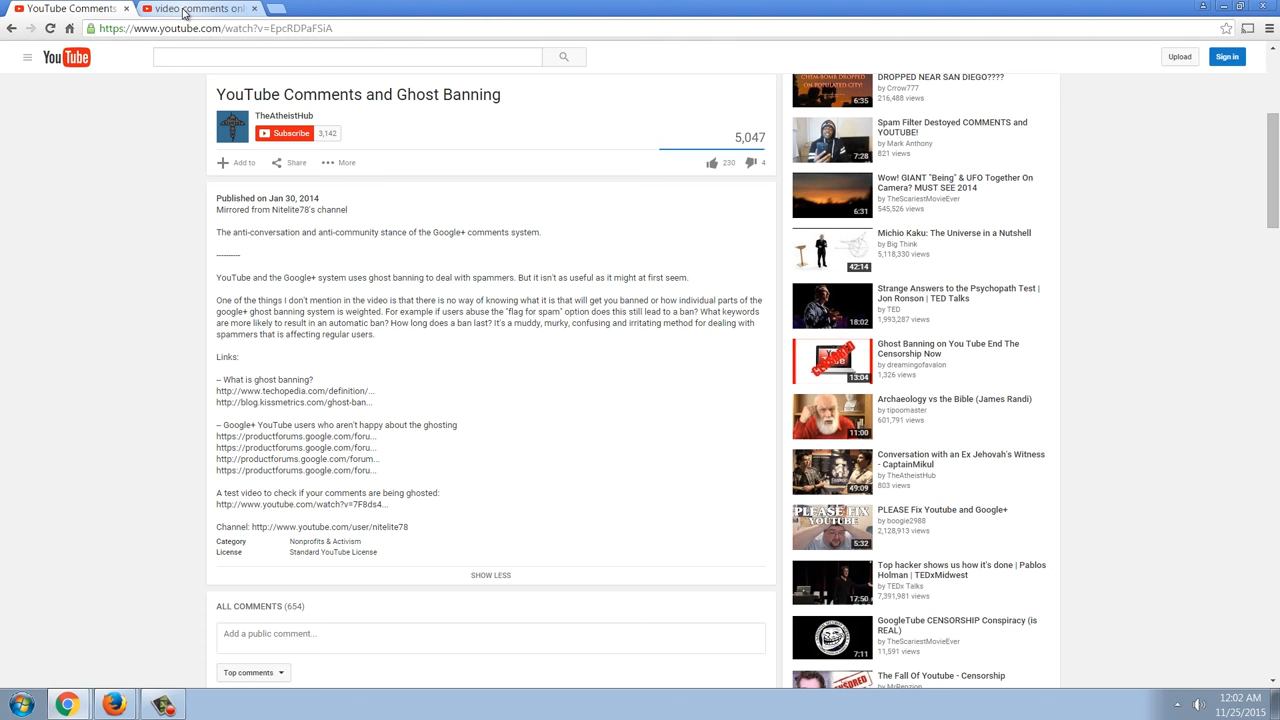 YouTube Comments
video comments onl
https://www.youtube.com/watch?v=EpcRDPaFSiA
You Tube
Upload
Sign in
YouTube Comments and Ghost Banning
TheAtheistHub
Subscribe 3,142
5,047
Add to Share More
230 4
Published on Jan 30, 2014
Mirrored from Nitelite78's channel
The anti-conversation and anti-community stance of the Google+ comments system.
----------
YouTube and the Google+ system uses ghost banning to deal with spammers. But it isn't as useful as it might at first seem.
One of the things I don't mention in the video is that there is no way of knowing what it is that will get you banned or how individual parts of the
google+ ghost banning system is weighted. For example if users abuse the "flag for spam" option does this still lead to a ban? What keywords
are more likely to result in an automatic ban? How long does a ban last? It's a muddy, murky, confusing and irritating method for dealing with
spammers that is affecting regular users.
Links:
-- What is ghost banning?
http://www.techopedia.com/definition/...
http://blog.kissmetrics.com/ghost-ban...
Google+ YouTube users who aren't happy about the ghosting
https://productforums.google.com/foru...
https://productforums.google.com/foru...
http://productforums.google.com/forum...
https://productforums.google.com/foru...
A test video to check if your comments are being ghosted:
http://www.youtube.com/watch?v=7F8ds4...
Channel: http://www.youtube.com/user/nitelite78
Category Nonprofits & Activism
License Standard YouTube License
SHOW LESS
ALL COMMENTS (654)
Add a public comment...
Top comments
CHEM-BOMB DROPPED
ON POPULATED CITY!
6:35
DROPPED NEAR SAN DIEGO????
by Crrow777
216,488 views
7:28
Spam Filter Destoyed COMMENTS and
YOUTUBE!
by Mark Anthony
821 views
6:31
Wow! GIANT "Being" & UFO Together On
Camera? MUST SEE 2014
by TheScariestMovieEver
545,526 views
42:14
Michio Kaku: The Universe in a Nutshell
by Big Think
5,118,330 views
18:02
Strange Answers to the Psychopath Test |
Jon Ronson | TED Talks
by TED
1,993,287 views
13:04
Ghost Banning on You Tube End The
Censorship Now
by dreamingofavalon
1,326 views
11:00
Archaeology vs the Bible (James Randi)
by tipoomaster
601,791 views
49:09
Conversation with an Ex Jehovah's Witness
- CaptainMikul
by TheAtheistHub
803 views
PLEASE FIX
YOUTUBE
5:32
PLEASE Fix Youtube and Google+
by boogie2988
2,128,913 views
17:50
Top hacker shows us how it's done | Pablos
Holman | TEDxMidwest
by TEDx Talks
7,391,981 views
7:11
GoogleTube CENSORSHIP Conspiracy (is
REAL)
by TheScariestMovieEver
11,591 views
The Fall Of Youtube - Censorship
by MrRepzion
12:02 AM
11/25/2015